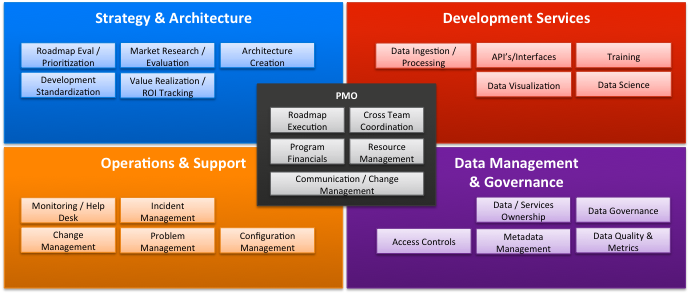 Strategy & Architecture
Roadmap Eval /
Prioritization
Market Research /
Evaluation
Architecture
Creation
Development
Standardization
Value Realization /
ROI Tracking
Development Services
Data Ingestion /
Processing
API's/Interfaces
Training
Data Visualization
Data Science
PMO
Roadmap
Execution
Cross Team
Coordination
Program
Financials
Resource
Management
Communication / Change
Management
Operations & Support
Monitoring / Help
Desk
Incident
Management
Change
Management
Problem
Management
Configuration
Management
Data Management
& Governance
Data / Services
Ownership
Data Governance
Access Controls
Metadata
Management
Data Quality &
Metrics